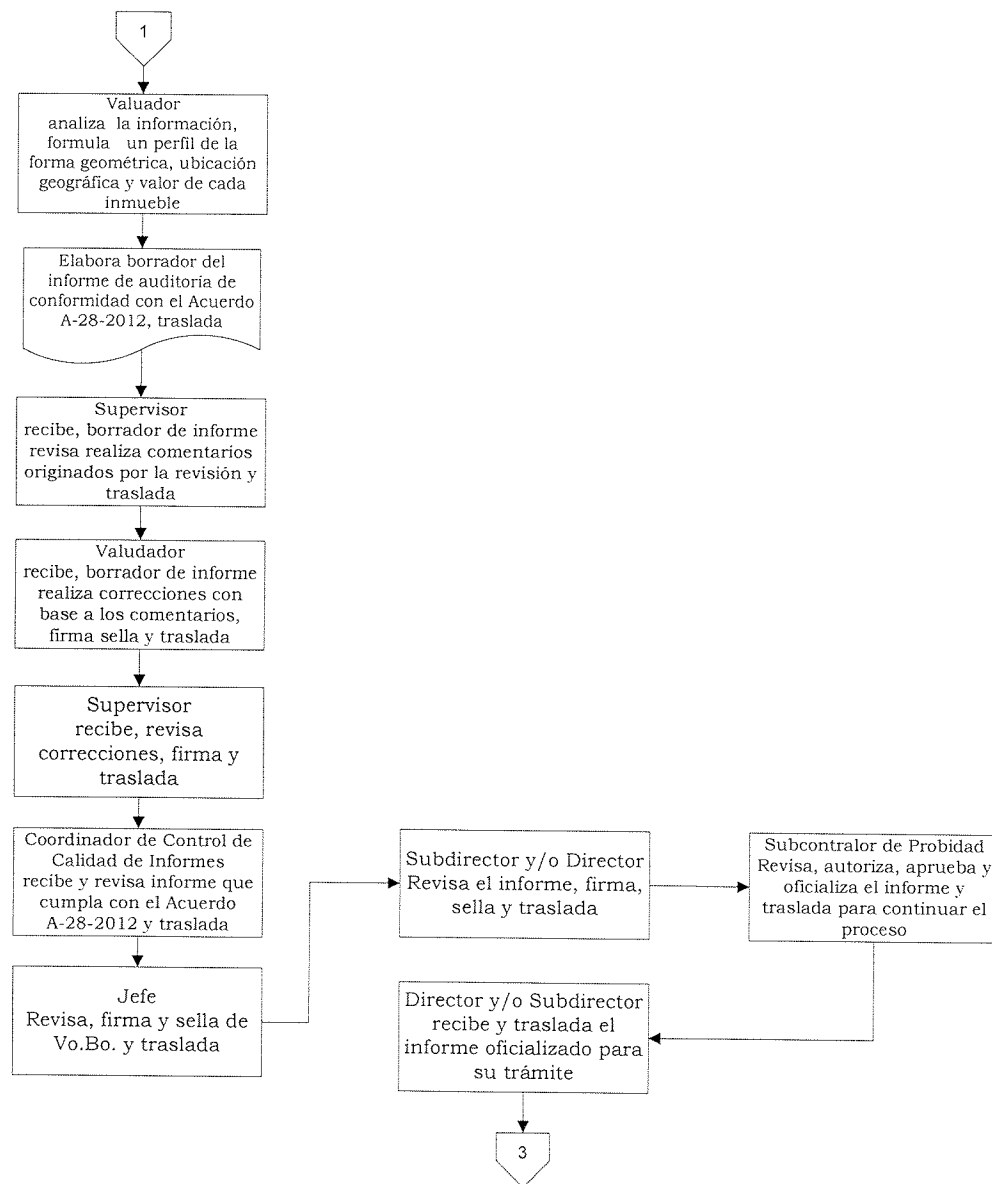 1
Valuador
analiza la información,
formula un perfil de la
forma geométrica, ubicación
geográfica y valor de cada
inmueble
Elabora borrador del
informe de auditoría de
conformidad con el Acuerdo
A-28-2012, traslada
Supervisor
recibe, borrador de informe
revisa realiza comentarios
originados por la revisión y
traslada
Valudador
recibe, borrador de informe
realiza correcciones con
base a los comentarios,
firma sella y traslada
Supervisor
recibe, revisa
correcciones, firma y
traslada
Coordinador de Control de
Calidad de Informes
recibe y revisa informe que
cumpla con el Acuerdo
A-28-2012 y traslada
Jefe
Revisa, firma y sella de
Vo.Bo. y traslada
Subdirector y/o Director
Revisa el informe, firma,
sella y traslada
Subcontralor de Probidad
Revisa, autoriza, aprueba y
oficializa el informe y
traslada para continuar el
proceso
Director y/o Subdirector
recibe y traslada el
informe oficializado para
su trámite
3